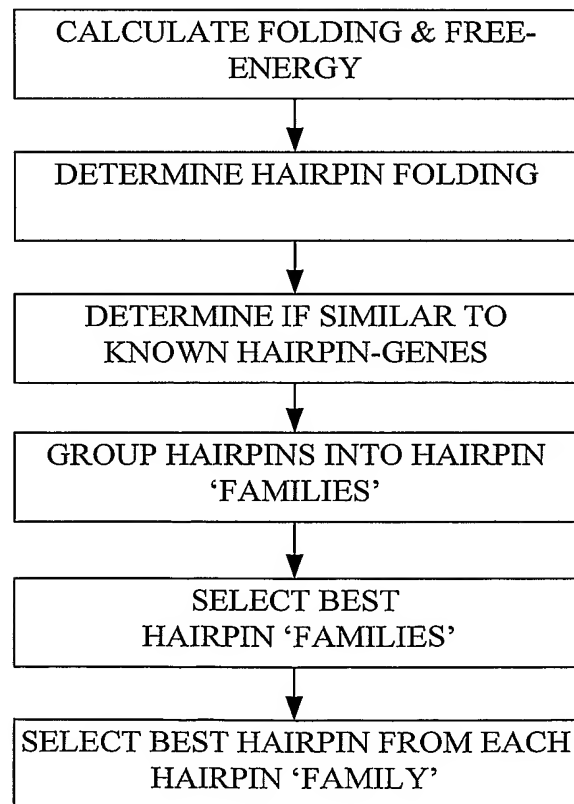 CALCULATE FOLDING & FREE-
ENERGY
DETERMINE HAIRPIN FOLDING
DETERMINE IF SIMILAR TO
KNOWN HAIRPIN-GENES
GROUP HAIRPINS INTO HAIRPIN
‘FAMILIES’
SELECT BEST
HAIRPIN ‘FAMILIES’
SELECT BEST HAIRPIN FROM EACH
HAIRPIN ‘FAMILY’